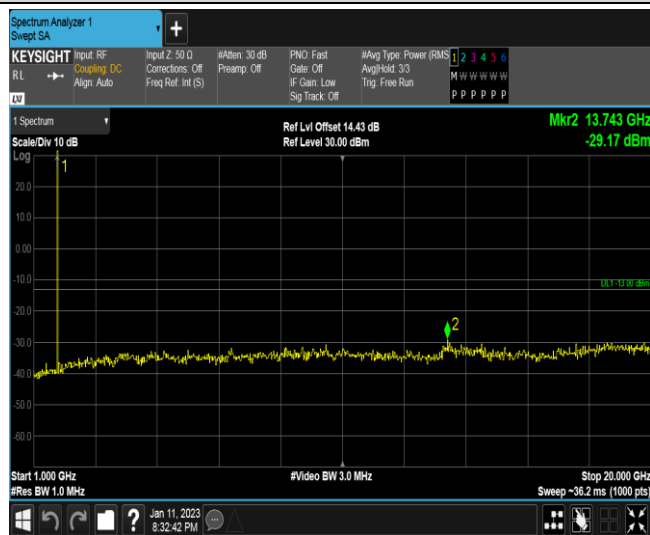 Spectrum Analyzer 1
Swept SA
+
KEYSIGHT
RL
LXI
Input: RF
Coupling: DC
Align: Auto
Input Z: 50 Ω
Corrections: Off
Freq Ref: Int (S)
#Atten: 30 dB
Preamp: Off
PNO: Fast
Gate: Off
IF Gain: Low
Sig Track: Off
#Avg Type: Power (RMS
Avg|Hold: 3/3
Trig: Free Run
1 2 3 4 5 6
M W W W W W
P P P P P P
1 Spectrum
Scale/Div 10 dB
Log
Ref Lvl Offset 14.43 dB
Ref Level 30.00 dBm
Mkr2 13.743 GHz
-29.17 dBm
1
20.0
10.0
0.00
-10.0
DL1 -13.00 dBm
-20.0
2
-30.0
-40.0
-50.0
-60.0
Start 1.000 GHz
#Res BW 1.0 MHz
#Video BW 3.0 MHz
Stop 20.000 GHz
Sweep ~36.2 ms (1000 pts)
?
Jan 11, 2023
8:32:42 PM